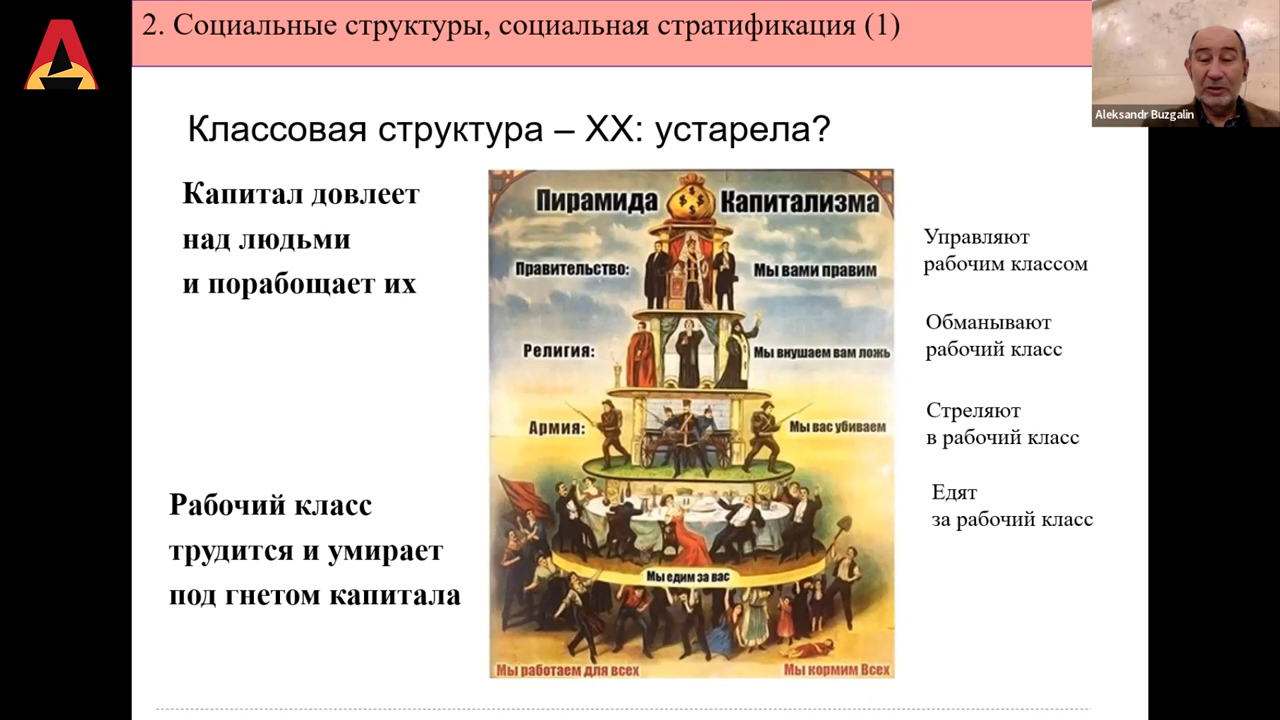 2. Социальные структуры, социальная стратификация (1)
Aleksandr Buzgalin
Классовая структура – XX: устарела?
Капитал довлеет
над людьми
и порабощает их
Рабочий класс
трудится и умирает
под гнетом капитала
Пирамида Капитализма
Правительство: Мы вами правим
Религия: Мы внушаем вам ложь
Армия: Мы вас убиваем
Мы едим за вас
Мы работаем для всех Мы кормим Всех
Управляют
рабочим классом
Обманывают
рабочий класс
Стреляют
в рабочий класс
Едят
за рабочий класс